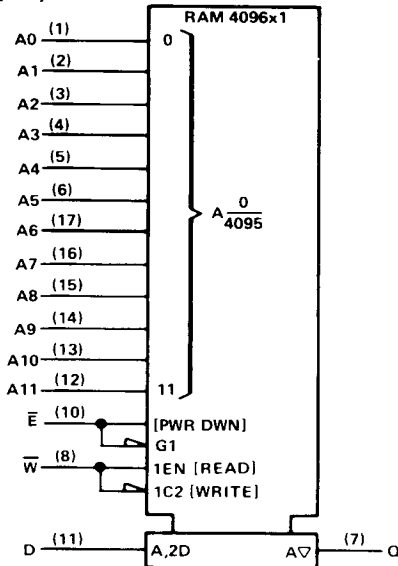 RAM 4096x1
A0 (1) 0
A1 (2)
A2 (3)
A3 (4)
A4 (5)
A5 (6)
A6 (17)
A 0
4095
A7 (16)
A8 (15)
A9 (14)
A10 (13)
A11 (12) 11
E̅ (10) [PWR DWN]
G1
W̅ (8) 1EN [READ]
1C2 [WRITE]
D (11) A,2D A▽ (7) Q